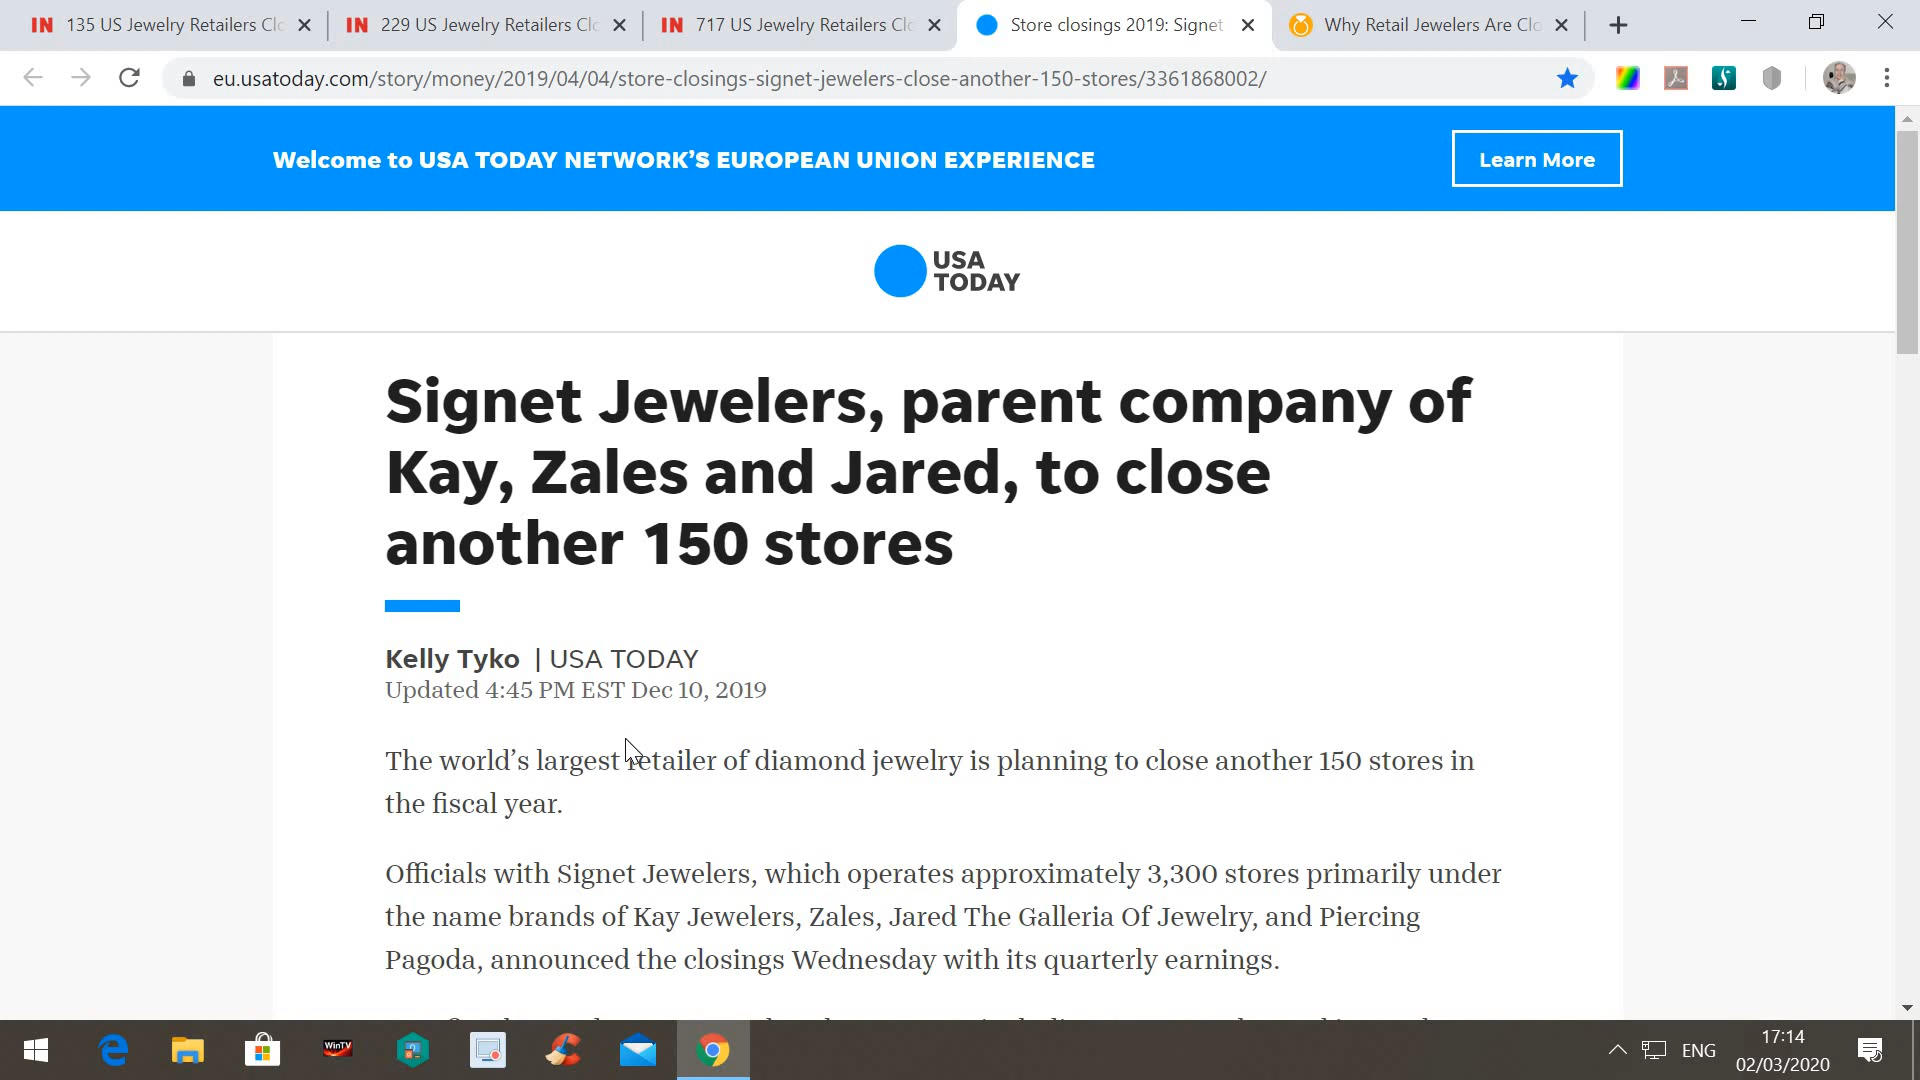 135 US Jewelry Retailers Cl
229 US Jewelry Retailers Cl
717 US Jewelry Retailers Cl
Store closings 2019: Signet
Why Retail Jewelers Are Clo
eu.usatoday.com/story/money/2019/04/04/store-closings-signet-jewelers-close-another-150-stores/3361868002/
Welcome to USA TODAY NETWORK’S EUROPEAN UNION EXPERIENCE
Learn More
USA
TODAY
Signet Jewelers, parent company of
Kay, Zales and Jared, to close
another 150 stores
Kelly Tyko | USA TODAY
Updated 4:45 PM EST Dec 10, 2019
The world’s largest retailer of diamond jewelry is planning to close another 150 stores in
the fiscal year.
Officials with Signet Jewelers, which operates approximately 3,300 stores primarily under
the name brands of Kay Jewelers, Zales, Jared The Galleria Of Jewelry, and Piercing
Pagoda, announced the closings Wednesday with its quarterly earnings.
WinTV
ENG
17:14
02/03/2020